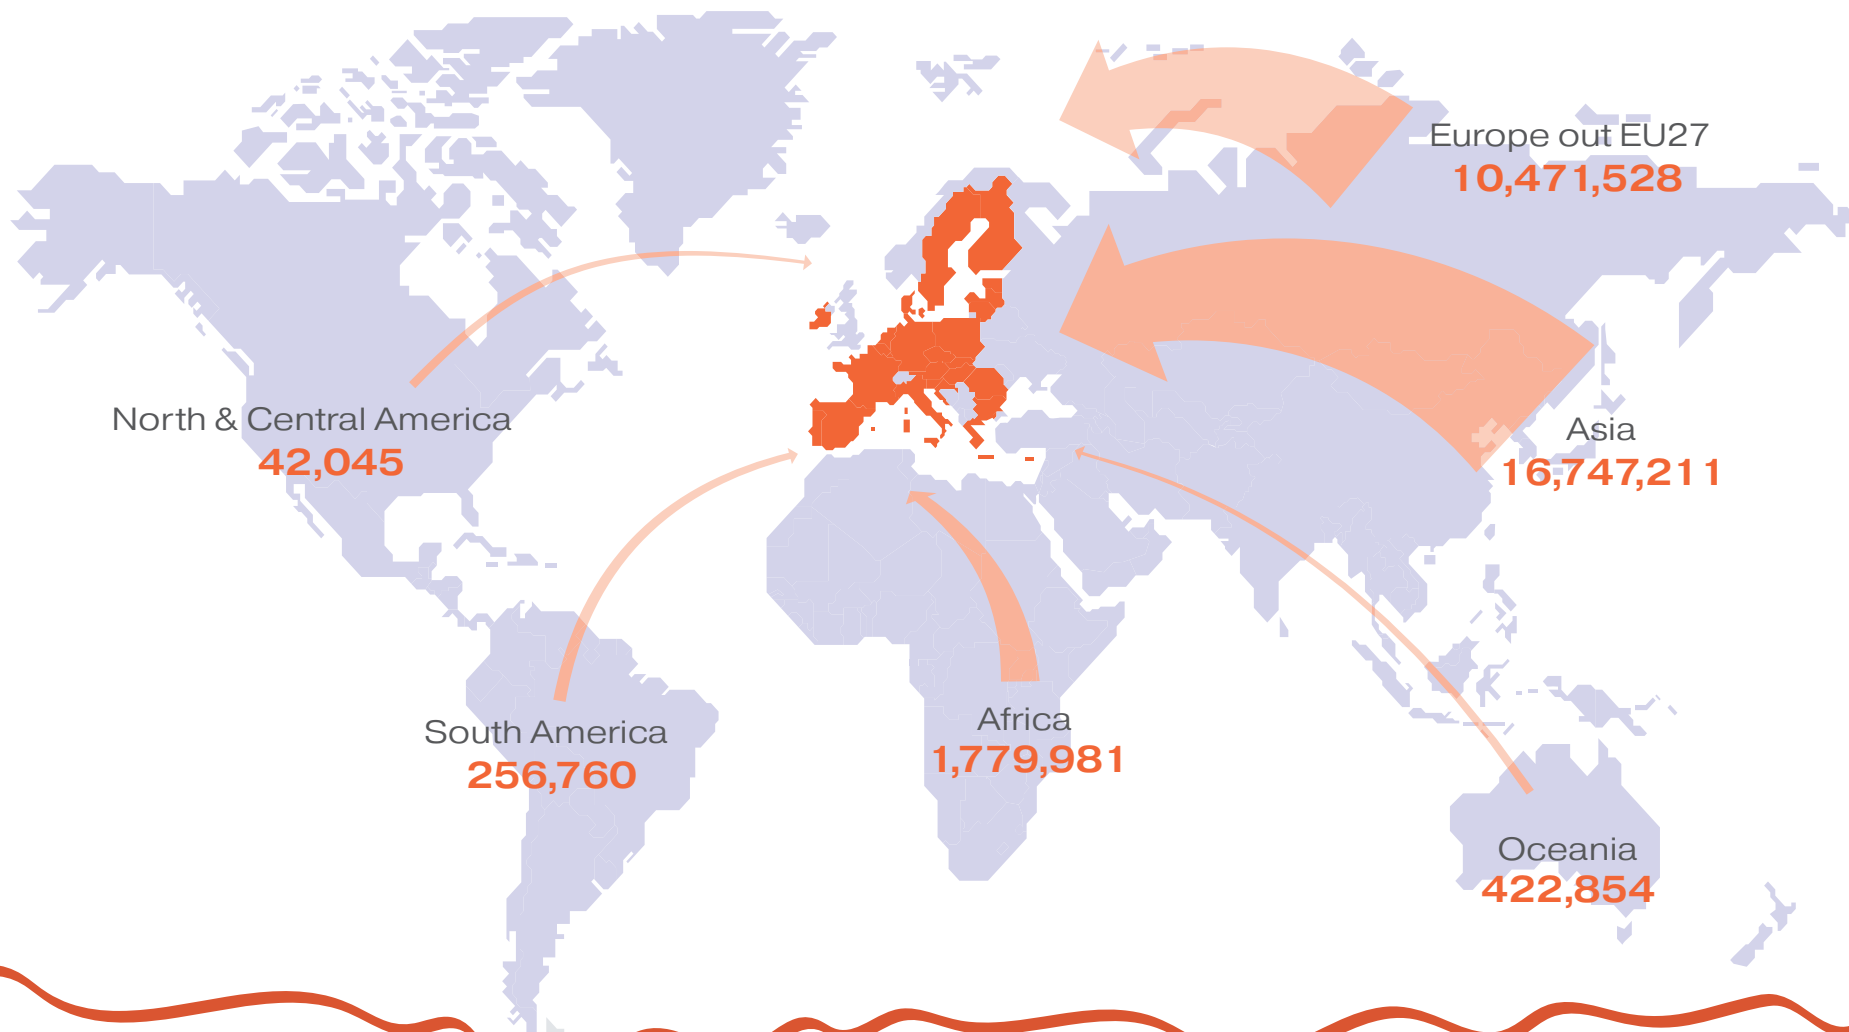 Europe out EU27
10,471,528
North & Central America
42,045
Asia
16,747,211
South America
256,760
Africa
1,779,981
Oceania
422,854